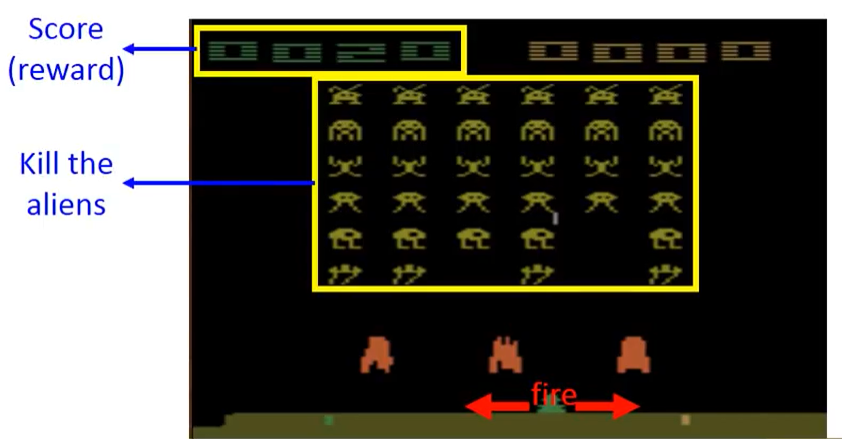 Score
(reward)
Kill the
aliens
fire